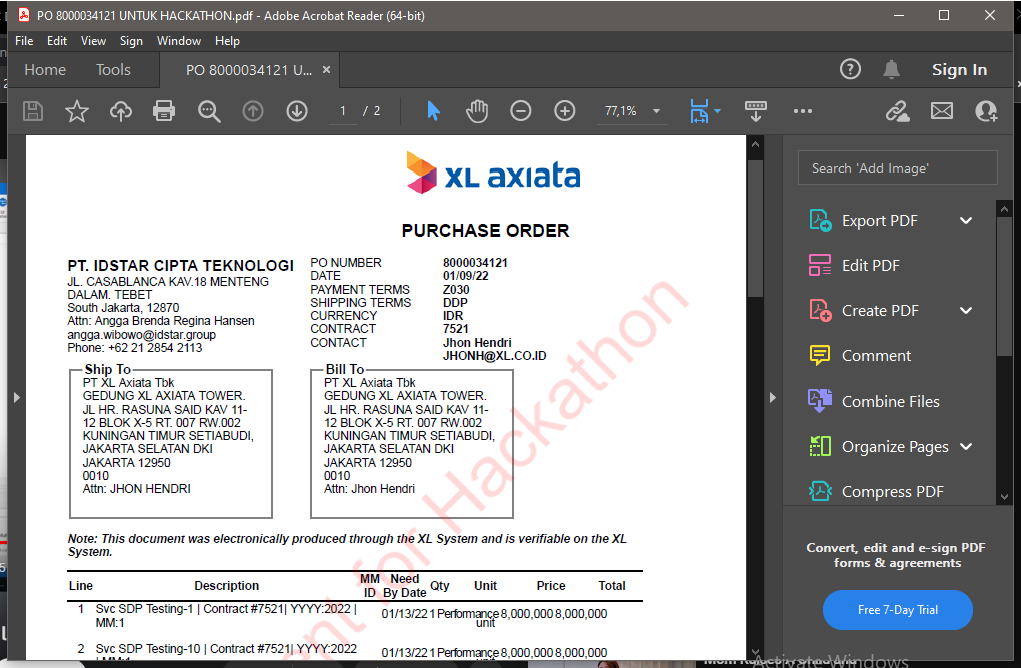 PO 8000034121 UNTUK HACKATHON.pdf - Adobe Acrobat Reader (64-bit)
File Edit View Sign Window Help
Home Tools PO 8000034121 U... × Sign In
1 / 2 77,1%
Search 'Add Image'
Export PDF
Edit PDF
Create PDF
Comment
Combine Files
Organize Pages
Compress PDF
Convert, edit and e-sign PDF
forms & agreements
Free 7-Day Trial
XL axiata
PURCHASE ORDER
PT. IDSTAR CIPTA TEKNOLOGI
JL. CASABLANCA KAV.18 MENTENG
DALAM. TEBET
South Jakarta, 12870
Attn: Angga Brenda Regina Hansen
angga.wibowo@idstar.group
Phone: +62 21 2854 2113
PO NUMBER 8000034121
DATE 01/09/22
PAYMENT TERMS Z030
SHIPPING TERMS DDP
CURRENCY IDR
CONTRACT 7521
CONTACT Jhon Hendri
JHONH@XL.CO.ID
Ship To
PT XL Axiata Tbk
GEDUNG XL AXIATA TOWER.
JL HR. RASUNA SAID KAV 11-
12 BLOK X-5 RT. 007 RW.002
KUNINGAN TIMUR SETIABUDI,
JAKARTA SELATAN DKI
JAKARTA 12950
0010
Attn: JHON HENDRI
Bill To
PT XL Axiata Tbk
GEDUNG XL AXIATA TOWER.
JL HR. RASUNA SAID KAV 11-
12 BLOK X-5 RT. 007 RW.002
KUNINGAN TIMUR SETIABUDI,
JAKARTA SELATAN DKI
JAKARTA 12950
0010
Attn: Jhon Hendri
Note: This document was electronically produced through the XL System and is verifiable on the XL
System.
Line Description MM ID Need By Date Qty Unit Price Total
1 Svc SDP Testing-1 | Contract #7521| YYYY:2022 | 01/13/22 1 Performance 8,000,000 8,000,000
MM:1 unit
2 Svc SDP Testing-10 | Contract #7521| YYYY:2022 01/13/22 1 Performance 8,000,000 8,000,000
for Hackathon
Activate Windows